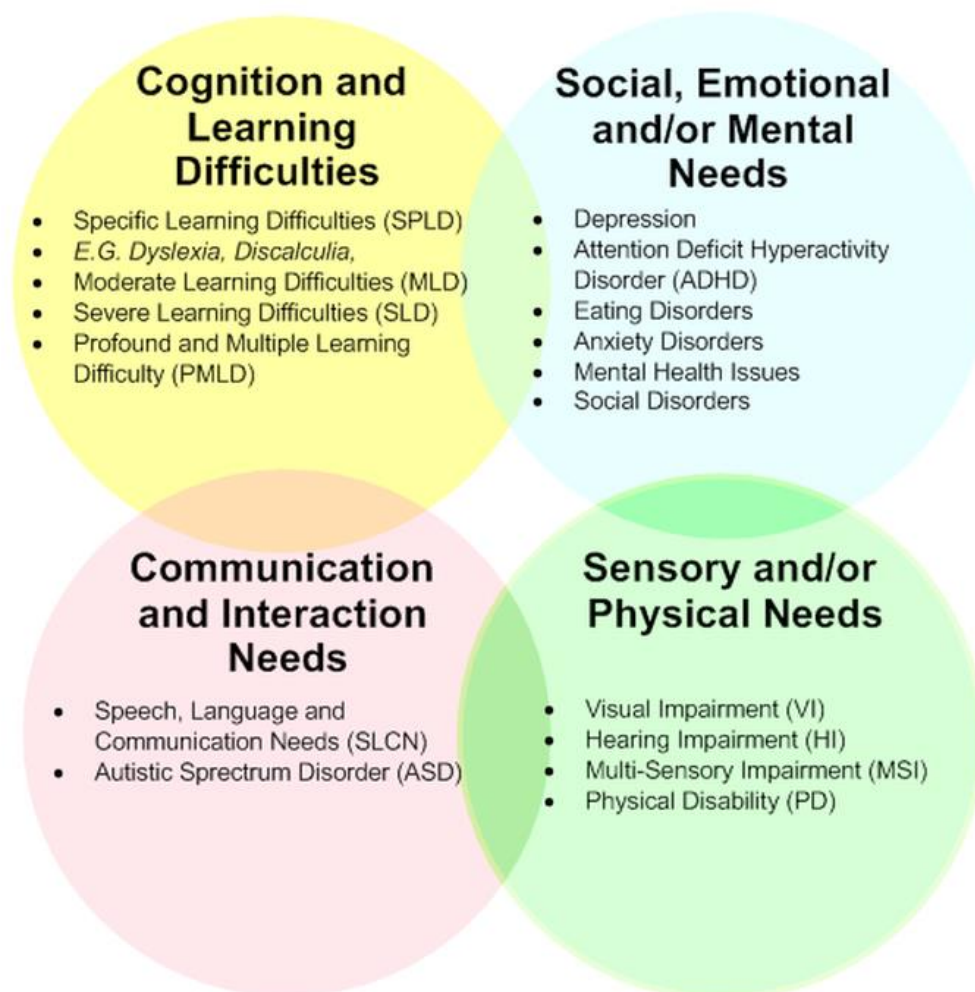 Cognition and
Learning
Difficulties
• Specific Learning Difficulties (SPLD)
• E.G. Dyslexia, Discalculia,
• Moderate Learning Difficulties (MLD)
• Severe Learning Difficulties (SLD)
• Profound and Multiple Learning
Difficulty (PMLD)
Social, Emotional
and/or Mental
Needs
• Depression
• Attention Deficit Hyperactivity
Disorder (ADHD)
• Eating Disorders
• Anxiety Disorders
• Mental Health Issues
• Social Disorders
Communication
and Interaction
Needs
• Speech, Language and
Communication Needs (SLCN)
• Autistic Sprectrum Disorder (ASD)
Sensory and/or
Physical Needs
• Visual Impairment (VI)
• Hearing Impairment (HI)
• Multi-Sensory Impairment (MSI)
• Physical Disability (PD)